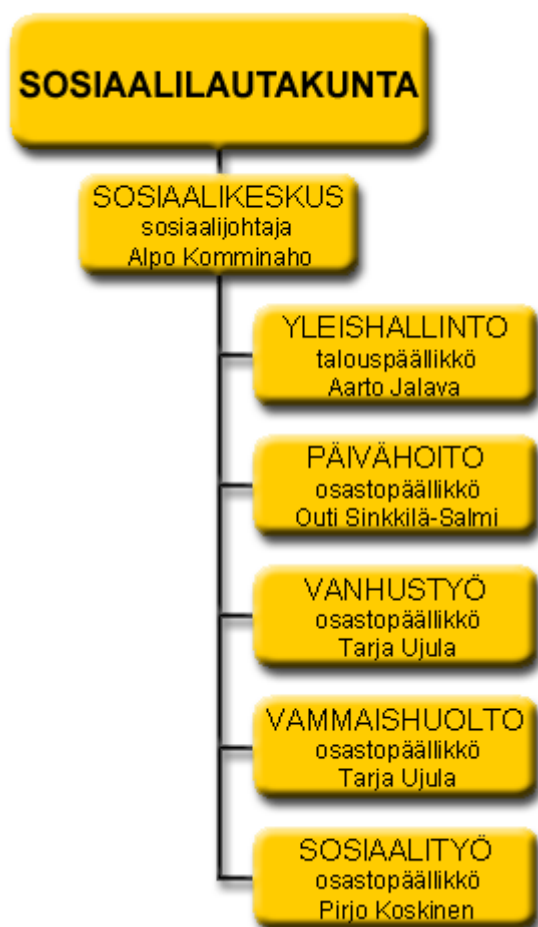 SOSIAALILAUTAKUNTA
SOSIAALIKESKUS
sosiaalijohtaja
Alpo Komminaho
YLEISHALLINTO
talouspäällikkö
Aarto Jalava
PÄIVÄHOITO
osastopäällikkö
Outi Sinkkilä-Salmi
VANHUSTYÖ
osastopäällikkö
Tarja Ujula
VAMMAISHUOLTO
osastopäällikkö
Tarja Ujula
SOSIAALITYÖ
osastopäällikkö
Pirjo Koskinen